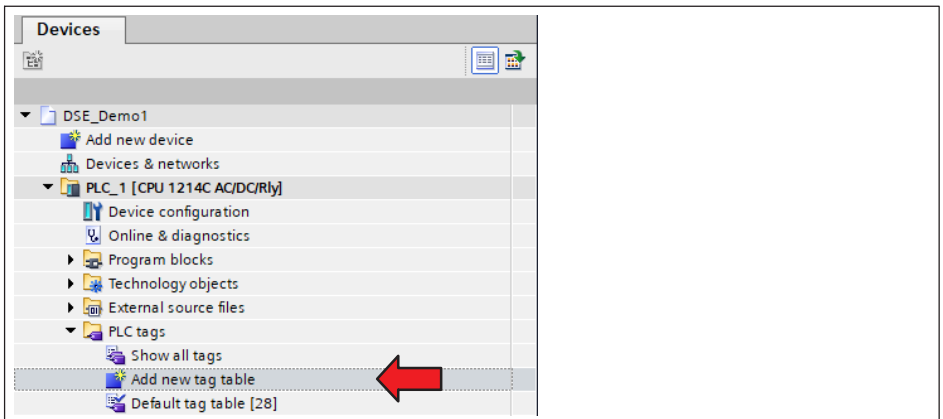 Devices
DSE_Demo1
Add new device
Devices & networks
PLC_1 [CPU 1214C AC/DC/Rly]
Device configuration
Online & diagnostics
Program blocks
Technology objects
External source files
PLC tags
Show all tags
Add new tag table
Default tag table [28]